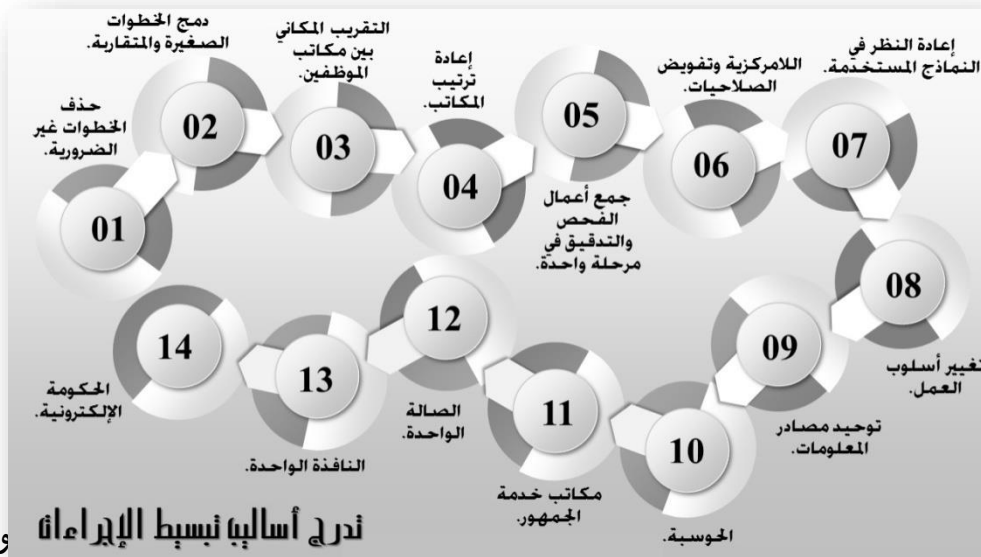 01
حذف
الخطوات غير
الضرورية.
02
دمج الخطوات
الصغيرة والمتقاربة.
03
التقريب المكاني
بين مكاتب
الموظفين.
04
إعادة
ترتيب
المكاتب.
05
جمع أعمال
الفحص
والتدقيق في
مرحلة واحدة.
06
اللامركزية وتفويض
الصلاحيات.
07
إعادة النظر في
النماذج المستخدمة.
08
تغيير أسلوب
العمل.
09
توحيد مصادر
المعلومات.
10
الحوسبة.
11
مكاتب خدمة
الجمهور.
12
الصالة
الواحدة.
13
النافذة الواحدة.
14
الحكومة
الإلكترونية.
تدرج أساليب تبسيط الإجراءات
و